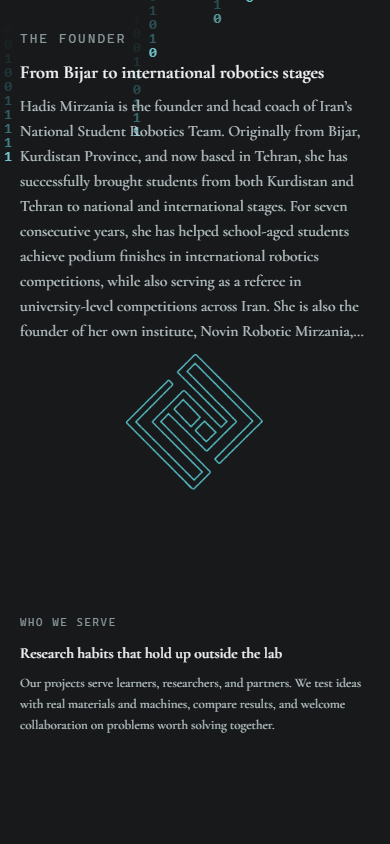 THE FOUNDER
From Bijar to international robotics stages
Hadis Mirzania is the founder and head coach of Iran's
National Student Robotics Team. Originally from Bijar,
Kurdistan Province, and now based in Tehran, she has
successfully brought students from both Kurdistan and
Tehran to national and international stages. For seven
consecutive years, she has helped school-aged students
achieve podium finishes in international robotics
competitions, while also serving as a referee in
university-level competitions across Iran. She is also the
founder of her own institute, Novin Robotic Mirzania,...
WHO WE SERVE
Research habits that hold up outside the lab
Our projects serve learners, researchers, and partners. We test ideas
with real materials and machines, compare results, and welcome
collaboration on problems worth solving together.